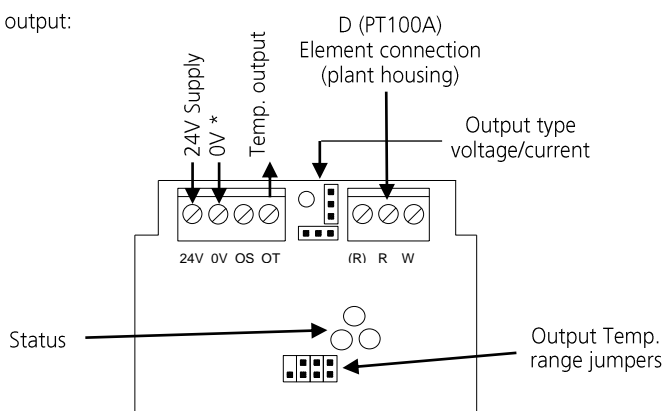 output:
D (PT100A)
Element connection
(plant housing)
24V Supply
0V *
Temp. output
Output type
voltage/current
24V 0V OS OT
(R) R W
Status
Output Temp.
range jumpers